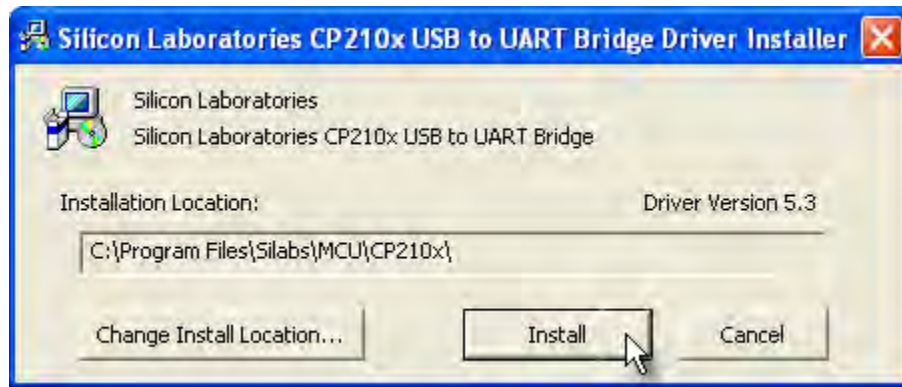 Silicon Laboratories CP210x USB to UART Bridge Driver Installer
Silicon Laboratories
Silicon Laboratories CP210x USB to UART Bridge
Installation Location:
Driver Version 5.3
C:\Program Files\Silabs\MCU\CP210x\
Change Install Location...
Install
Cancel